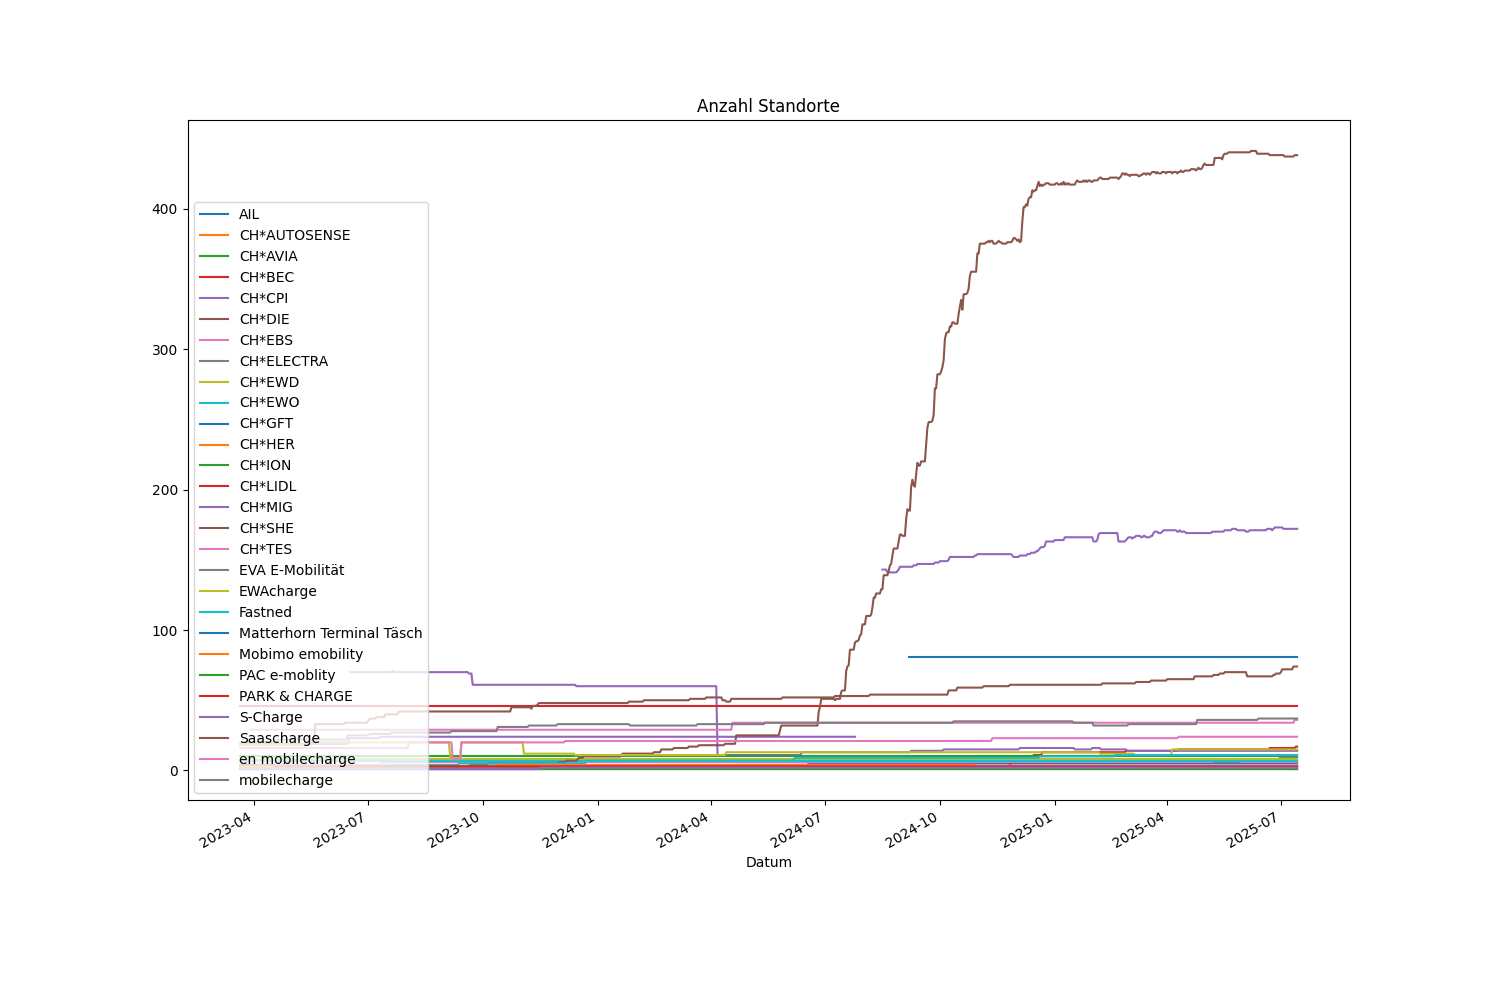 Anzahl Standorte
400
300
200
100
0
AIL
CH*AUTOSENSE
CH*AVIA
CH*BEC
CH*CPI
CH*DIE
CH*EBS
CH*ELECTRA
CH*EWD
CH*EWO
CH*GFT
CH*HER
CH*ION
CH*LIDL
CH*MIG
CH*SHE
CH*TES
EVA E-Mobilität
EWAcharge
Fastned
Matterhorn Terminal Täsch
Mobimo emobility
PAC e-moblity
PARK & CHARGE
S-Charge
Saascharge
en mobilecharge
mobilecharge
2023-04
2023-07
2023-10
2024-01
2024-04
2024-07
2024-10
2025-01
2025-04
2025-07
Datum